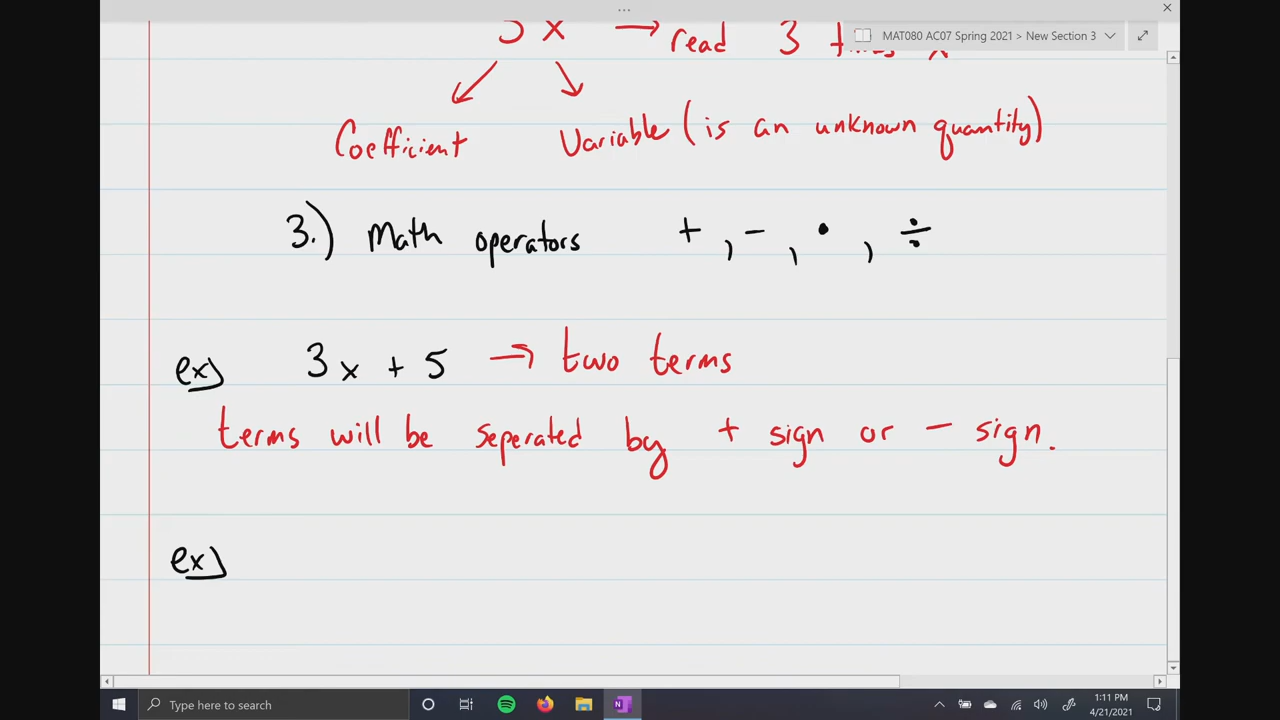 ...
3x → read 3 times x
MAT080 AC07 Spring 2021 > New Section 3
Coefficient Variable (is an unknown quantity)
3.) Math operators + , - , • , ÷
ex) 3x + 5 → two terms
terms will be seperated by + sign or - sign.
ex)
Type here to search
1:11 PM
4/21/2021